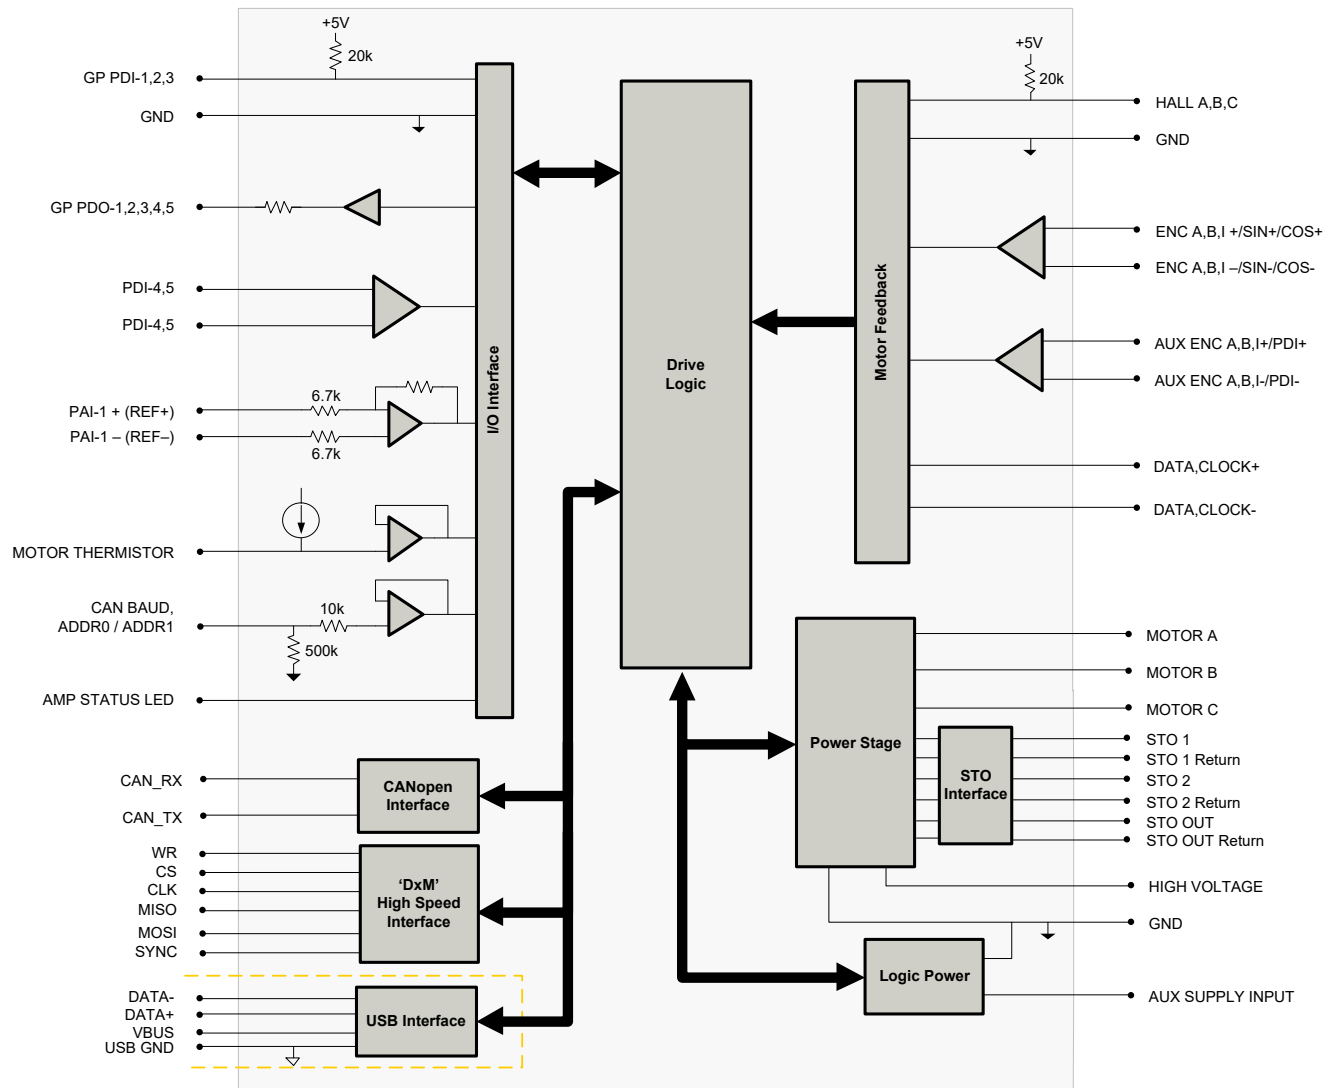 +5V
20k
GP PDI-1,2,3
GND
GP PDO-1,2,3,4,5
PDI-4,5
PDI-4,5
6.7k
PAI-1 + (REF+)
PAI-1 – (REF–)
6.7k
MOTOR THERMISTOR
CAN BAUD,
ADDR0 / ADDR1
10k
500k
AMP STATUS LED
I/O Interface
CAN_RX
CAN_TX
CANopen
Interface
WR
CS
CLK
MISO
MOSI
SYNC
‘DxM’
High Speed
Interface
DATA-
DATA+
VBUS
USB GND
USB Interface
Drive
Logic
Motor Feedback
+5V
20k
HALL A,B,C
GND
ENC A,B,I +/SIN+/COS+
ENC A,B,I –/SIN-/COS-
AUX ENC A,B,I+/PDI+
AUX ENC A,B,I-/PDI-
DATA,CLOCK+
DATA,CLOCK-
Power Stage
MOTOR A
MOTOR B
MOTOR C
STO
Interface
STO 1
STO 1 Return
STO 2
STO 2 Return
STO OUT
STO OUT Return
HIGH VOLTAGE
GND
Logic Power
AUX SUPPLY INPUT